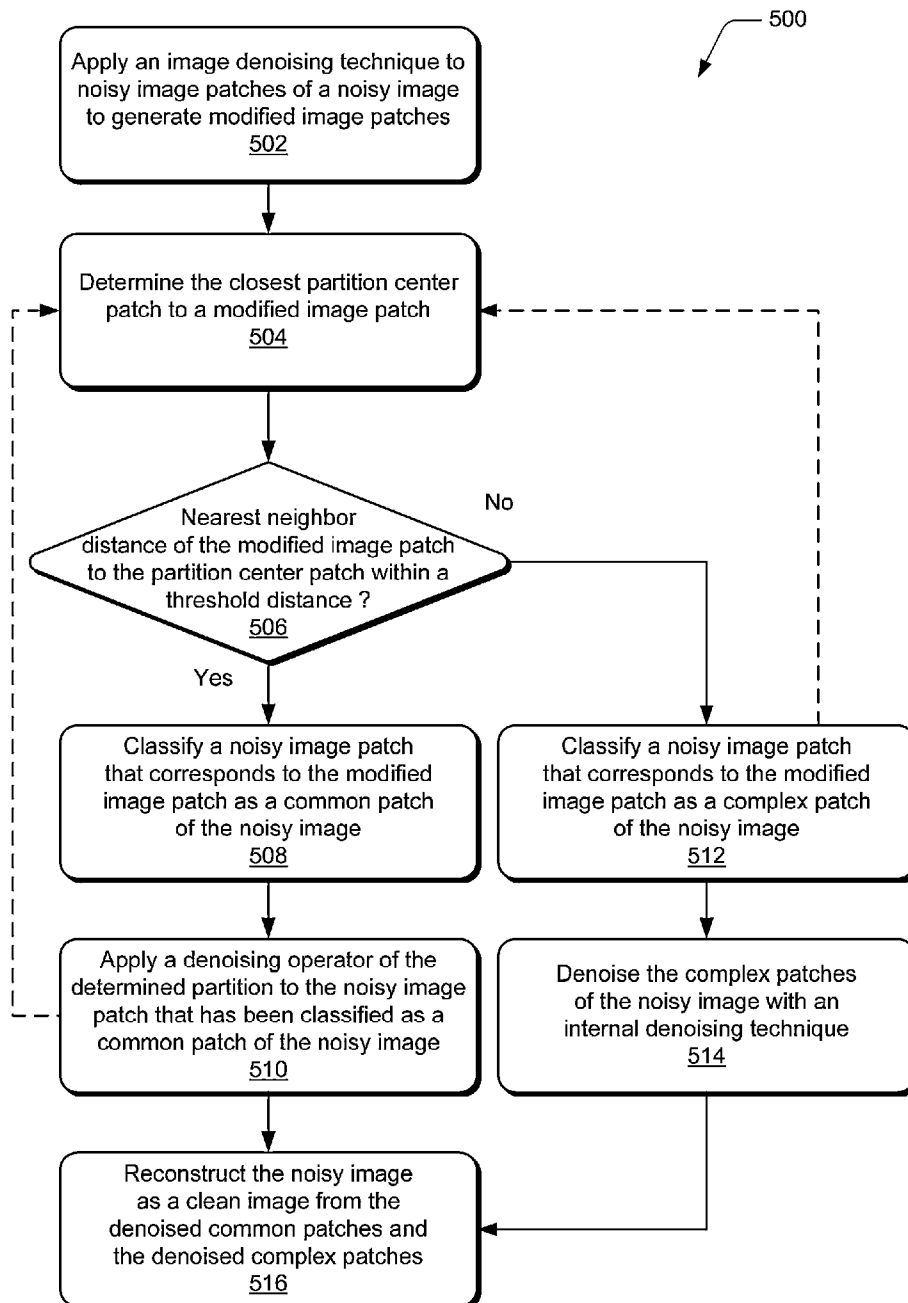 500
Apply an image denoising technique to
noisy image patches of a noisy image
to generate modified image patches
502
Determine the closest partition center
patch to a modified image patch
504
No
Nearest neighbor
distance of the modified image patch
to the partition center patch within a
threshold distance ?
506
Yes
Classify a noisy image patch
that corresponds to the modified
image patch as a common patch
of the noisy image
508
Classify a noisy image patch
that corresponds to the modified
image patch as a complex patch
of the noisy image
512
Apply a denoising operator of the
determined partition to the noisy image
patch that has been classified as a
common patch of the noisy image
510
Denoise the complex patches
of the noisy image with an
internal denoising technique
514
Reconstruct the noisy image
as a clean image from the
denoised common patches and
the denoised complex patches
516